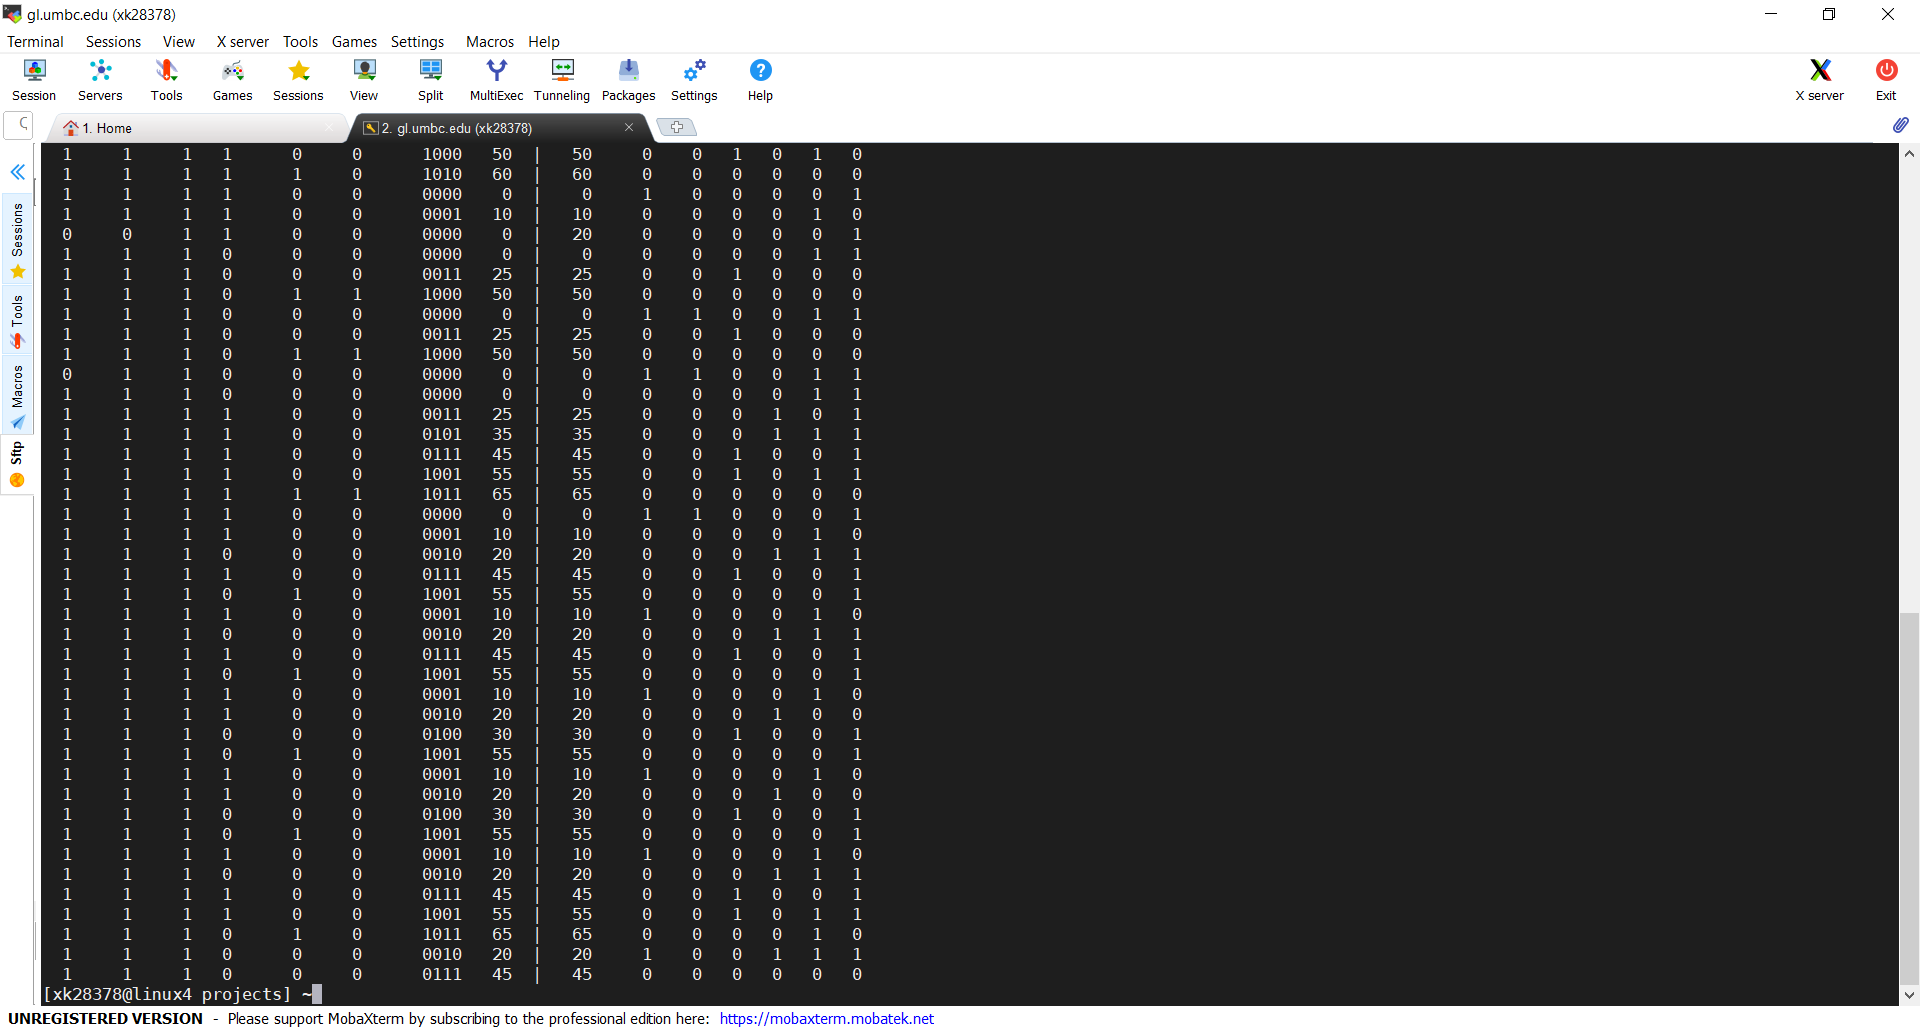 gl.umbc.edu (xk28378)
Terminal Sessions View X server Tools Games Settings Macros Help
Session Servers Tools Games Sessions View Split MultiExec Tunneling Packages Settings Help X server Exit
1. Home 2. gl.umbc.edu (xk28378)
Sessions
Tools
Macros
Sftp
1 1 1 1 0 0 1000 50 | 50 0 0 1 0 1 0
1 1 1 1 1 0 1010 60 | 60 0 0 0 0 0 0
1 1 1 1 0 0 0000 0 | 0 1 0 0 0 0 1
1 1 1 1 0 0 0001 10 | 10 0 0 0 0 1 0
0 0 1 1 0 0 0000 0 | 20 0 0 0 0 0 1
1 1 1 0 0 0 0000 0 | 0 0 0 0 0 1 1
1 1 1 0 0 0 0011 25 | 25 0 0 1 0 0 0
1 1 1 0 1 1 1000 50 | 50 0 0 0 0 0 0
1 1 1 0 0 0 0000 0 | 0 1 1 0 0 1 1
1 1 1 0 0 0 0011 25 | 25 0 0 1 0 0 0
1 1 1 0 1 1 1000 50 | 50 0 0 0 0 0 0
0 1 1 0 0 0 0000 0 | 0 1 1 0 0 1 1
1 1 1 0 0 0 0000 0 | 0 0 0 0 0 1 1
1 1 1 1 0 0 0011 25 | 25 0 0 0 1 0 1
1 1 1 1 0 0 0101 35 | 35 0 0 0 1 1 1
1 1 1 1 0 0 0111 45 | 45 0 0 1 0 0 1
1 1 1 1 0 0 1001 55 | 55 0 0 1 0 1 1
1 1 1 1 1 1 1011 65 | 65 0 0 0 0 0 0
1 1 1 1 0 0 0000 0 | 0 1 1 0 0 0 1
1 1 1 1 0 0 0001 10 | 10 0 0 0 0 1 0
1 1 1 0 0 0 0010 20 | 20 0 0 0 1 1 1
1 1 1 1 0 0 0111 45 | 45 0 0 1 0 0 1
1 1 1 0 1 0 1001 55 | 55 0 0 0 0 0 1
1 1 1 1 0 0 0001 10 | 10 1 0 0 0 1 0
1 1 1 0 0 0 0010 20 | 20 0 0 0 1 1 1
1 1 1 1 0 0 0111 45 | 45 0 0 1 0 0 1
1 1 1 0 1 0 1001 55 | 55 0 0 0 0 0 1
1 1 1 1 0 0 0001 10 | 10 1 0 0 0 1 0
1 1 1 1 0 0 0010 20 | 20 0 0 0 1 0 0
1 1 1 0 0 0 0100 30 | 30 0 0 1 0 0 1
1 1 1 0 1 0 1001 55 | 55 0 0 0 0 0 1
1 1 1 1 0 0 0001 10 | 10 1 0 0 0 1 0
1 1 1 1 0 0 0010 20 | 20 0 0 0 1 0 0
1 1 1 0 0 0 0100 30 | 30 0 0 1 0 0 1
1 1 1 0 1 0 1001 55 | 55 0 0 0 0 0 1
1 1 1 1 0 0 0001 10 | 10 1 0 0 0 1 0
1 1 1 0 0 0 0010 20 | 20 0 0 0 1 1 1
1 1 1 1 0 0 0111 45 | 45 0 0 1 0 0 1
1 1 1 1 0 0 1001 55 | 55 0 0 1 0 1 1
1 1 1 0 1 0 1011 65 | 65 0 0 0 0 1 0
1 1 1 0 0 0 0010 20 | 20 1 0 0 1 1 1
1 1 1 0 0 0 0111 45 | 45 0 0 0 0 0 0
[xk28378@linux4 projects] ~
UNREGISTERED VERSION - Please support MobaXterm by subscribing to the professional edition here: https://mobaxterm.mobatek.net